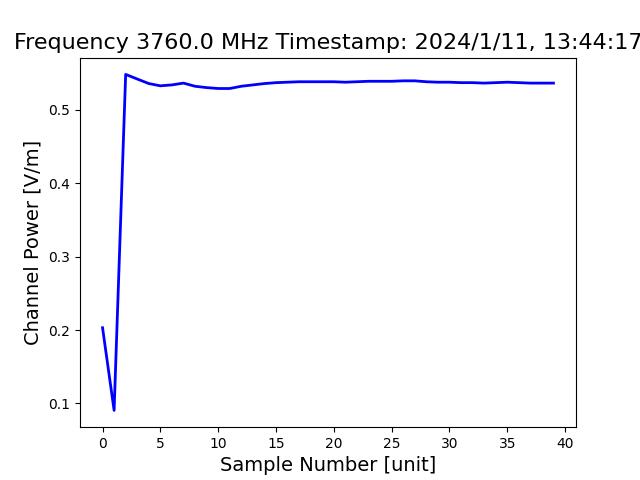 Frequency 3760.0 MHz Timestamp: 2024/1/11, 13:44:17
0.5
0.4
0.3
0.2
0.1
Channel Power [V/m]
0 5 10 15 20 25 30 35 40
Sample Number [unit]